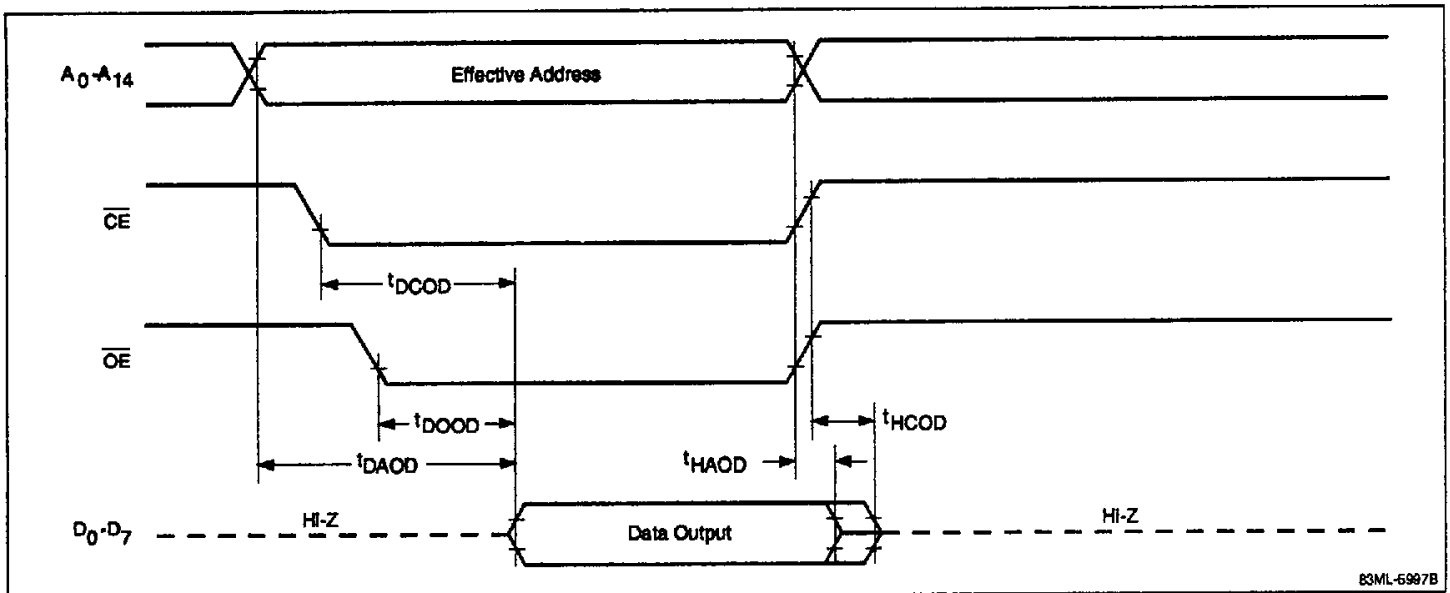 A0-A14
Effective Address
CE
tDCOD
OE
tDOOD
tHCOD
tDAOD
tHAOD
D0-D7
Hi-Z
Data Output
Hi-Z
83ML-5997B